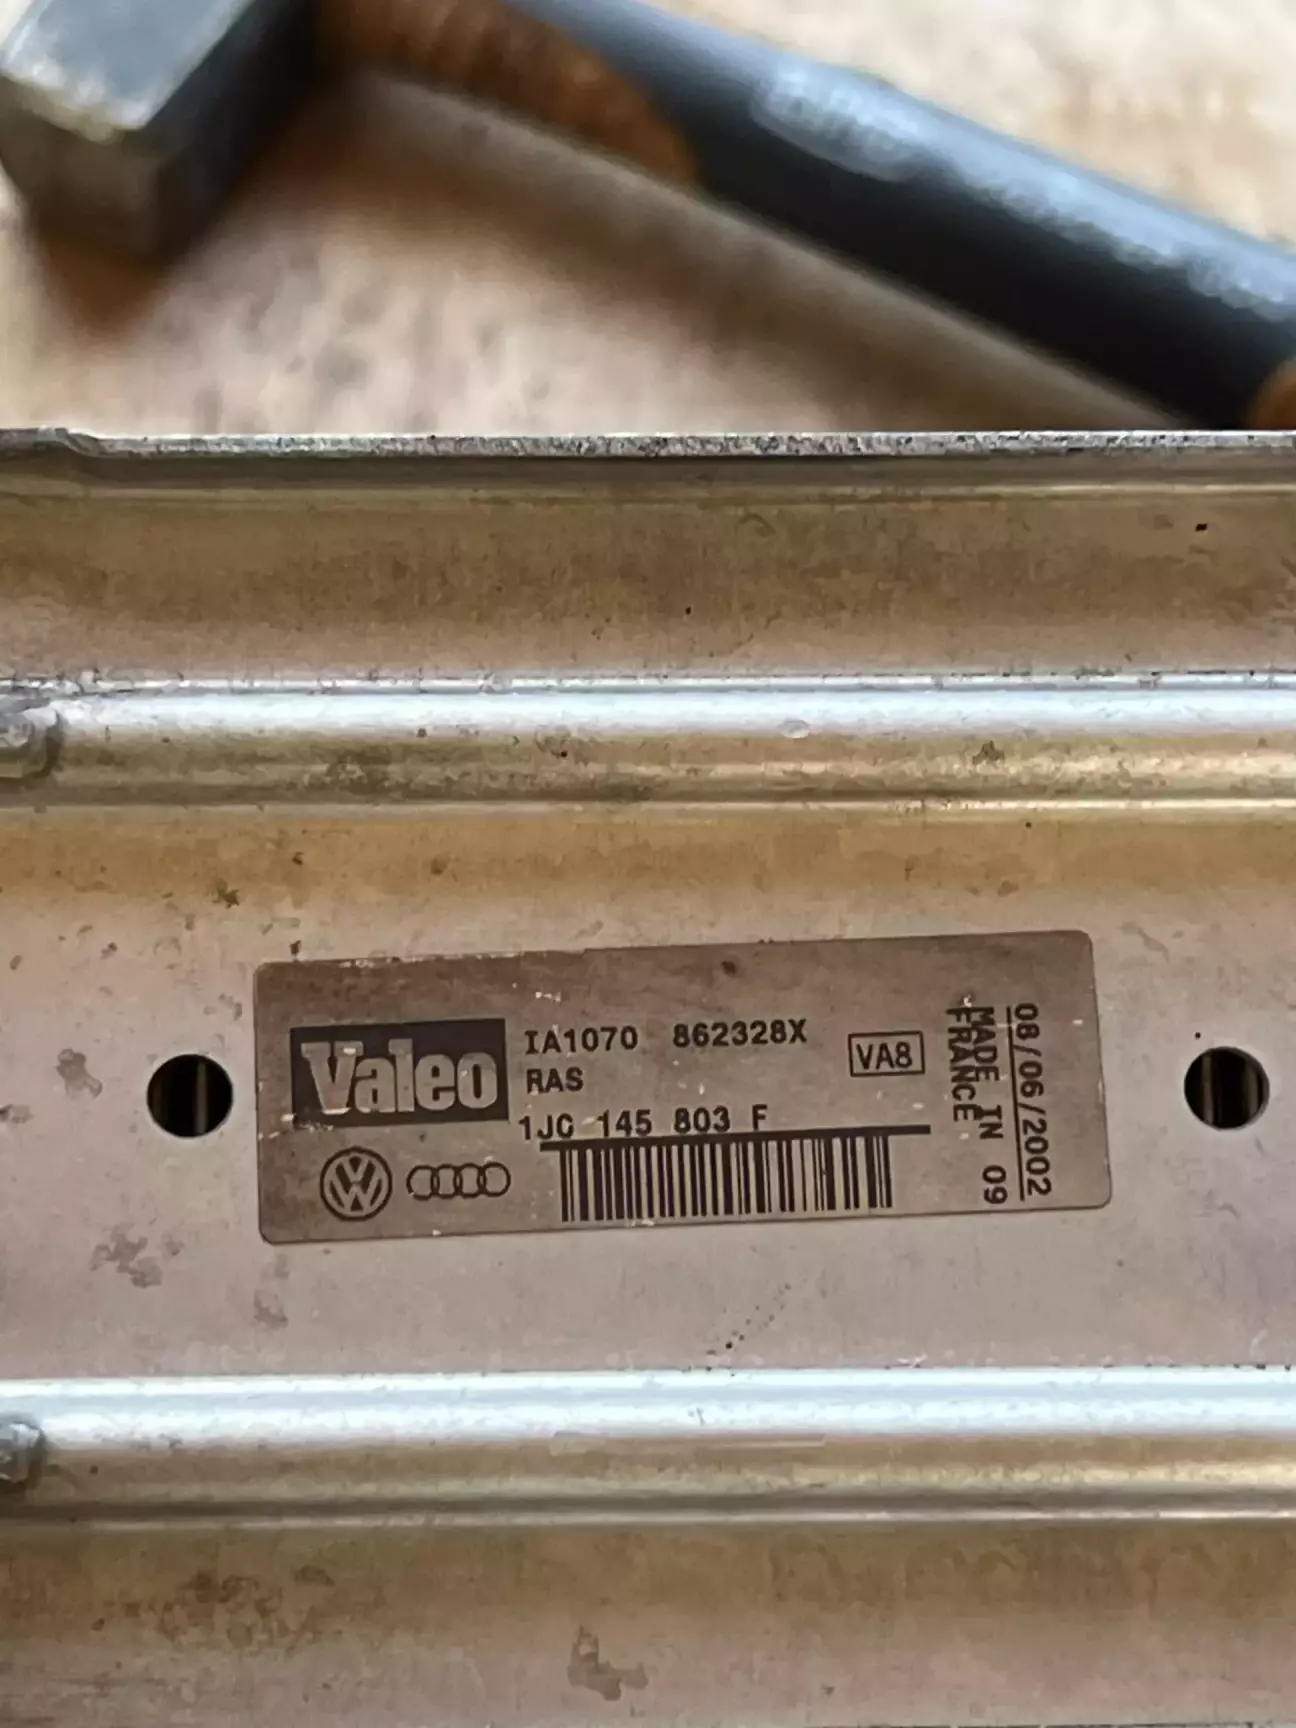 Valeo
IA1070 862328X
RAS
VA8
1JC 145 803 F
08/06/2002
MADE IN 09
FRANCE